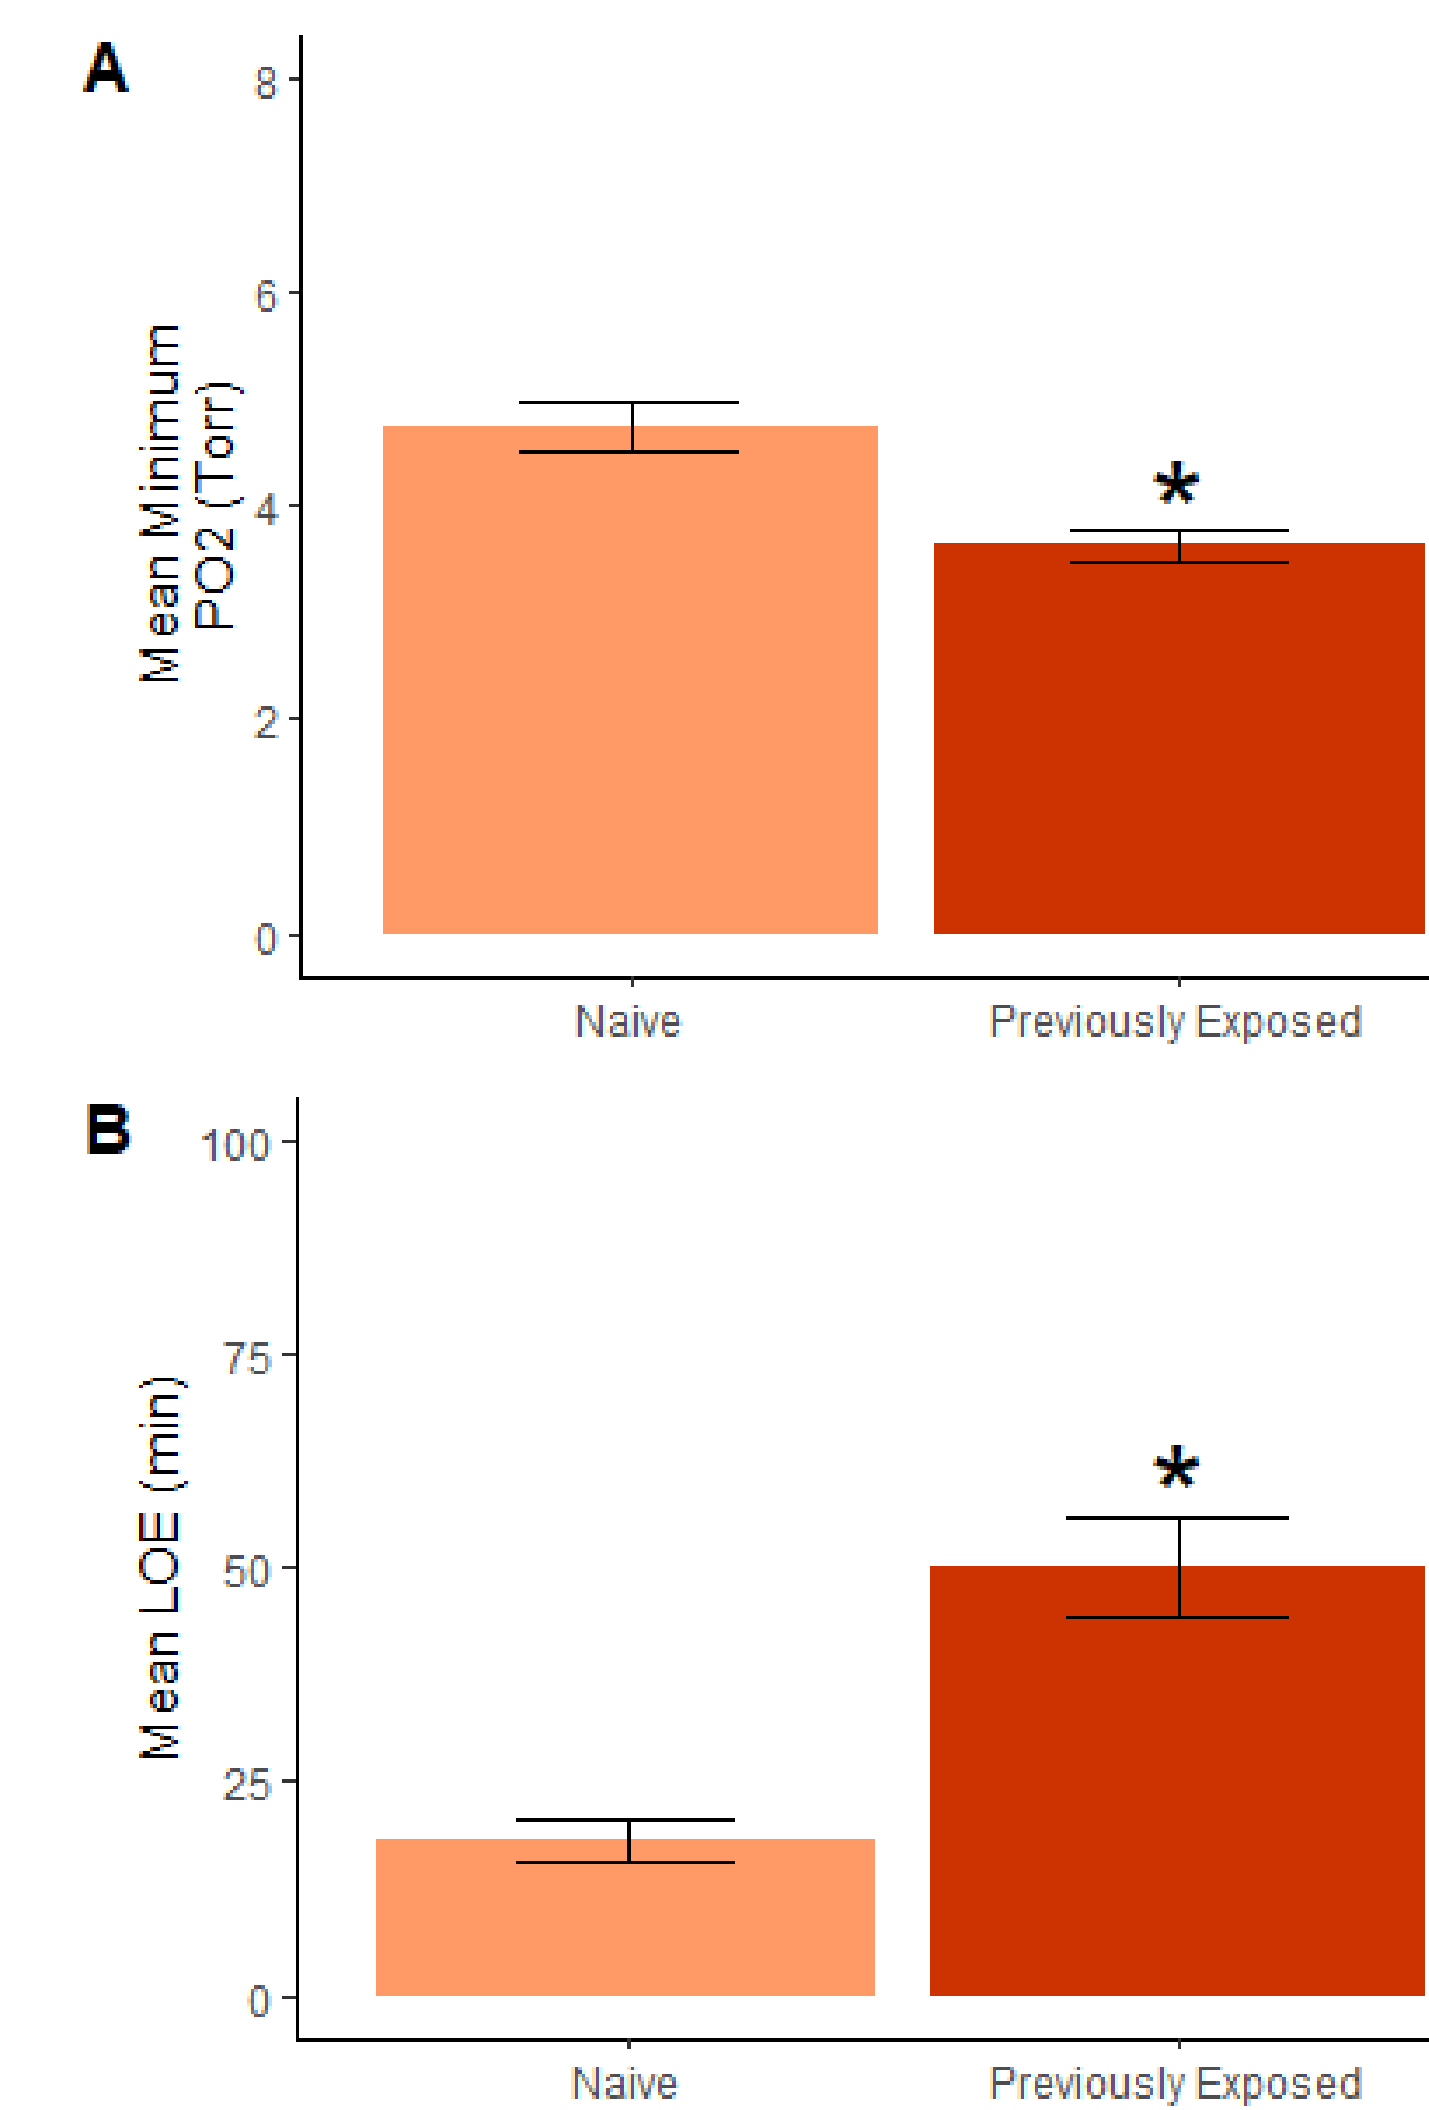 A
8
6
4
2
0
Mean Minimum
PO2 (Torr)
*
Naive
Previously Exposed
B
100
75
50
25
0
Mean LOE (min)
*
Naive
Previously Exposed